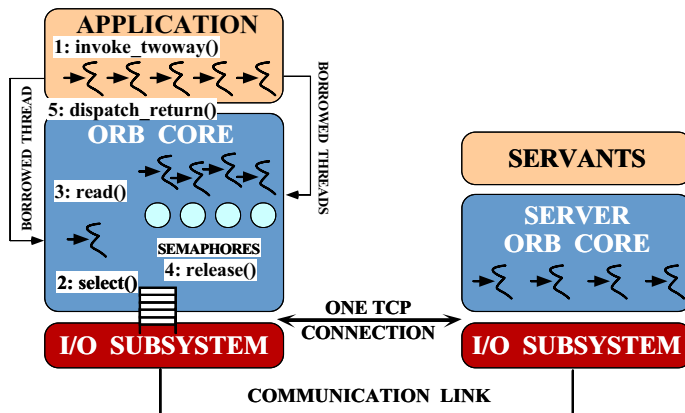 APPLICATION
1: invoke_twoway()
BORROWED THREAD
BORROWED THREADS
5: dispatch_return()
ORB CORE
3: read()
SEMAPHORES
4: release()
2: select()
I/O SUBSYSTEM
ONE TCP
CONNECTION
SERVANTS
SERVER
ORB CORE
I/O SUBSYSTEM
COMMUNICATION LINK